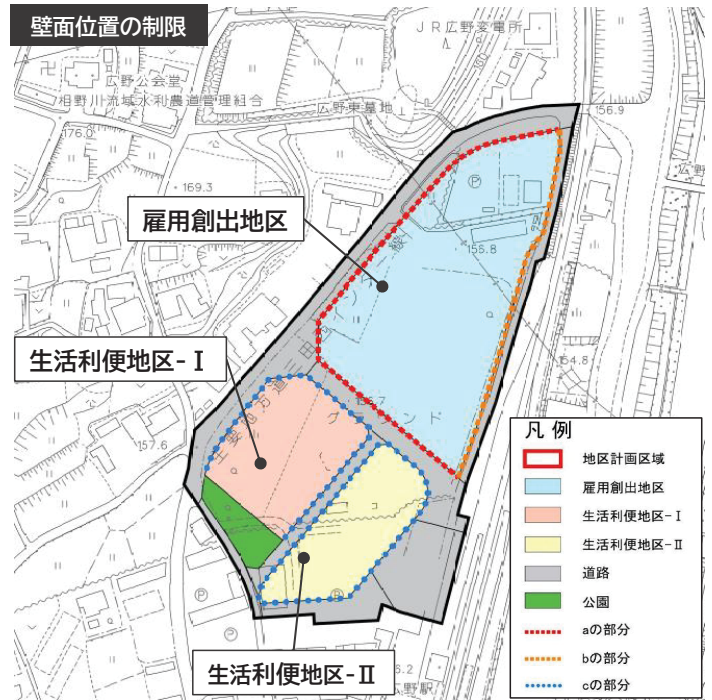 壁面位置の制限
JR広野変電所
広野公会堂
相野川流域水利農道管理組合
広野東墓地
176.0
156.9
169.3
雇用創出地区
155.8
生活利便地区-Ⅰ
154.8
グラウンド
157.6
凡例
地区計画区域
雇用創出地区
生活利便地区-Ⅰ
生活利便地区-Ⅱ
道路
公園
aの部分
bの部分
cの部分
生活利便地区-Ⅱ
広野駅